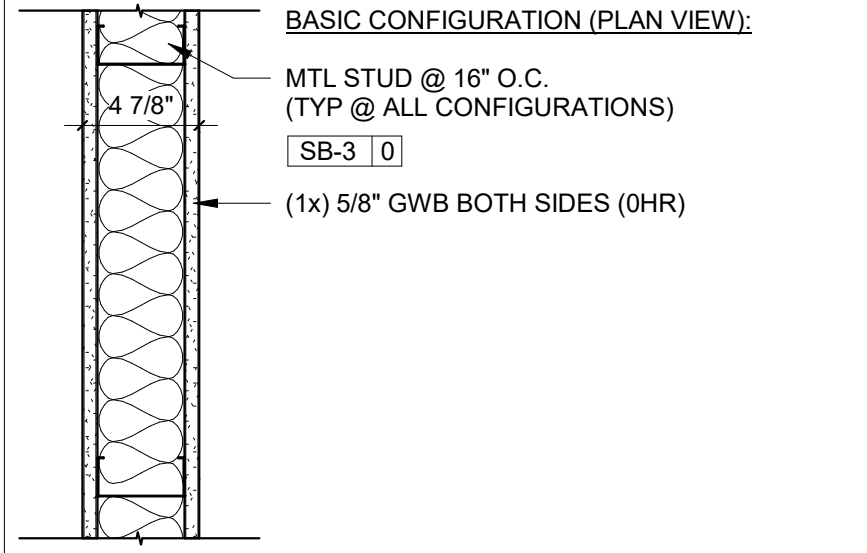 BASIC CONFIGURATION (PLAN VIEW):
MTL STUD @ 16" O.C.
(TYP @ ALL CONFIGURATIONS)
4 7/8"
SB-3 0
(1x) 5/8" GWB BOTH SIDES (0HR)